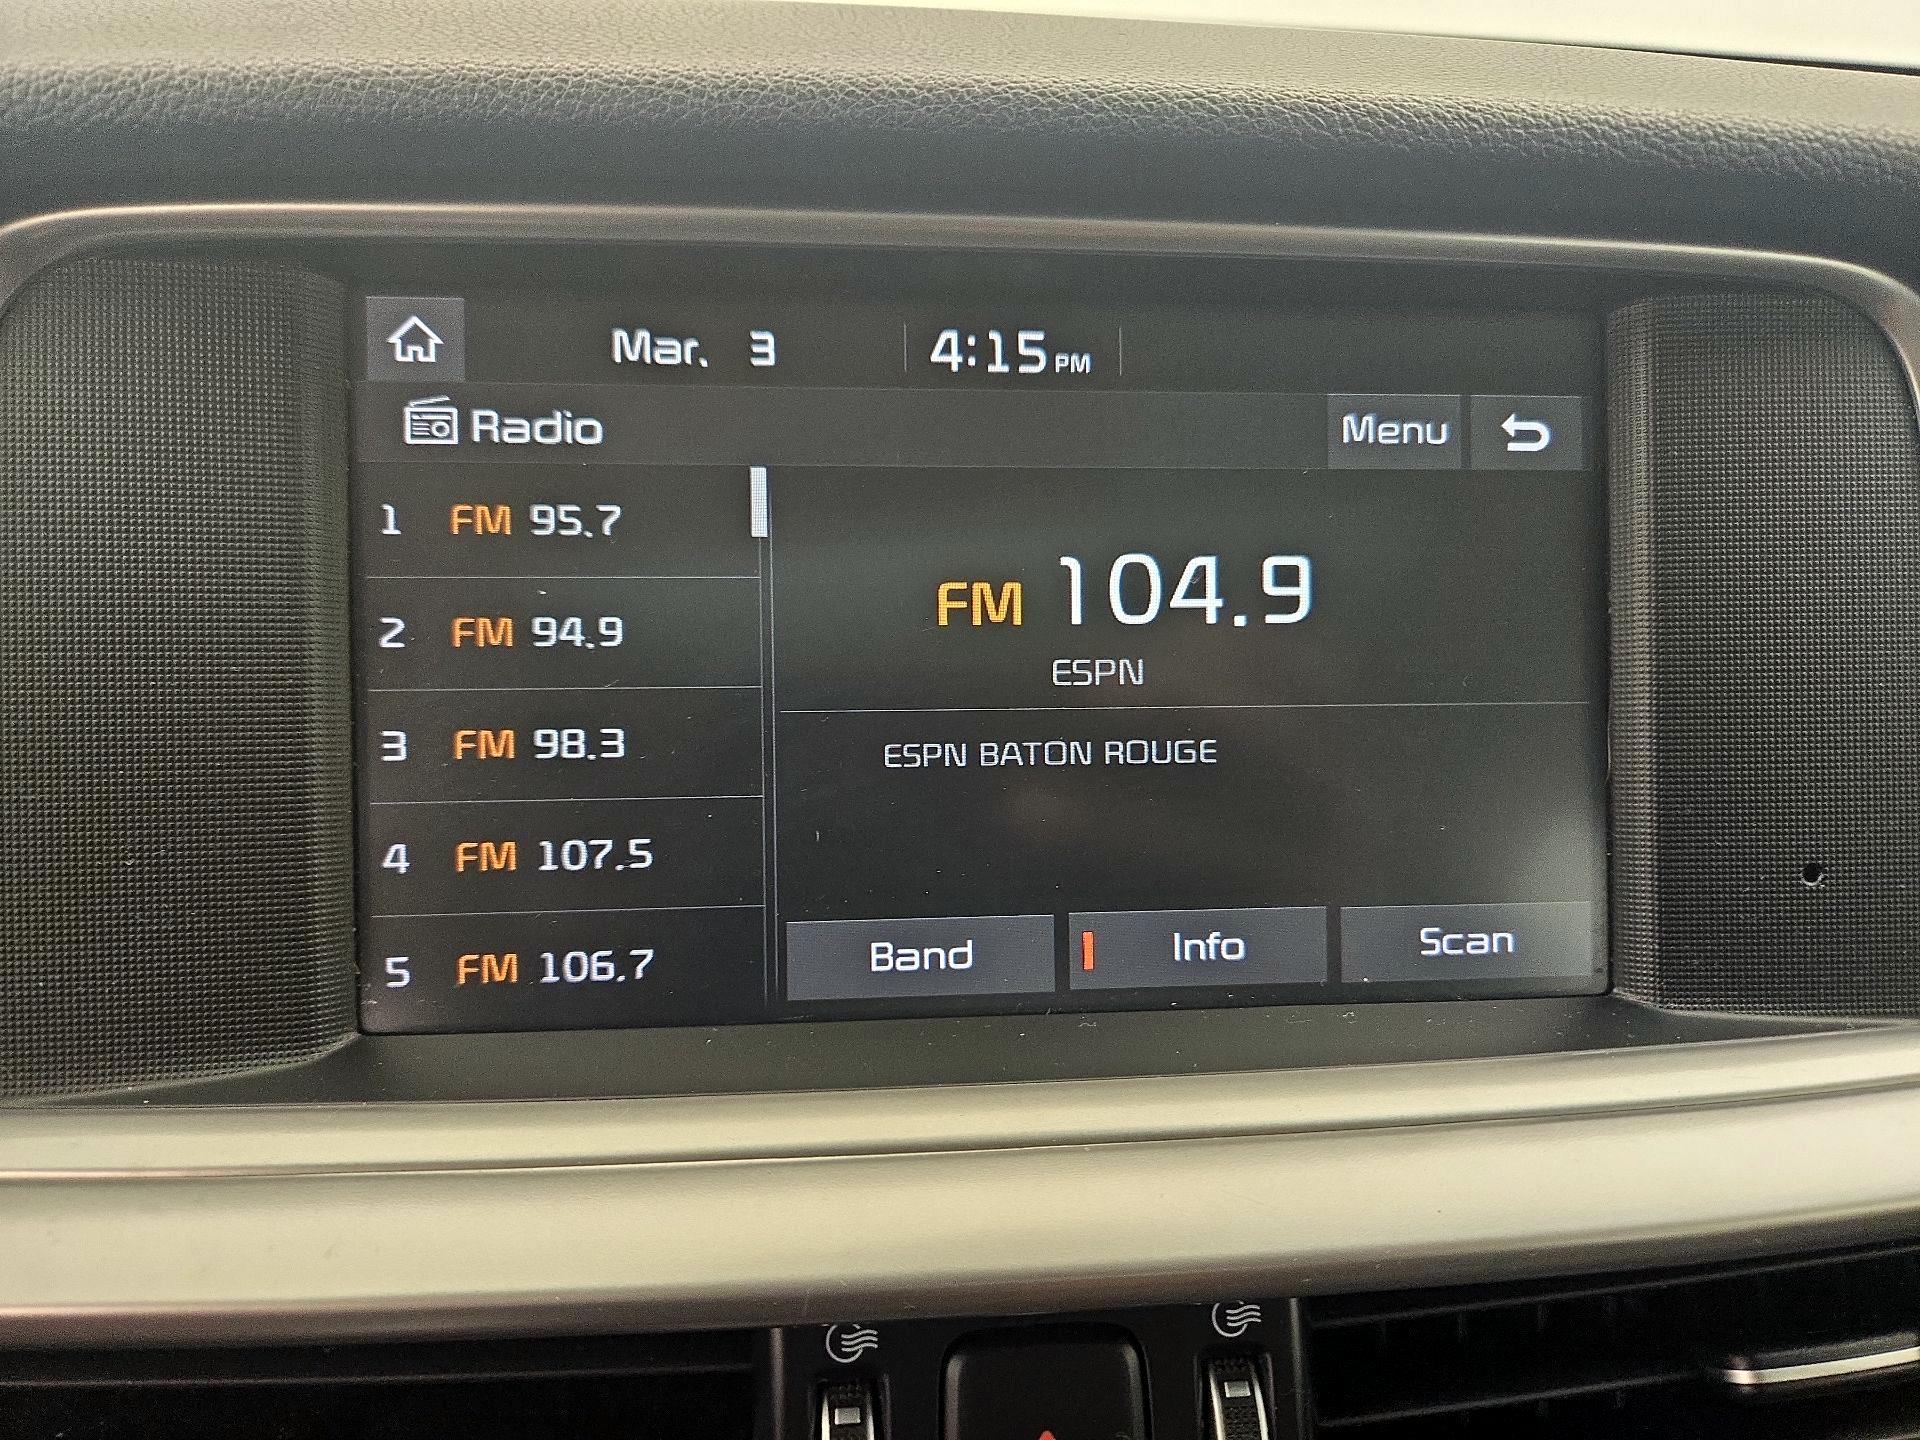 Mar. 3 4:15 PM
Radio
Menu
1 FM 95.7
2 FM 94.9
3 FM 98.3
4 FM 107.5
5 FM 106.7
FM 104.9
ESPN
ESPN BATON ROUGE
Band
Info
Scan